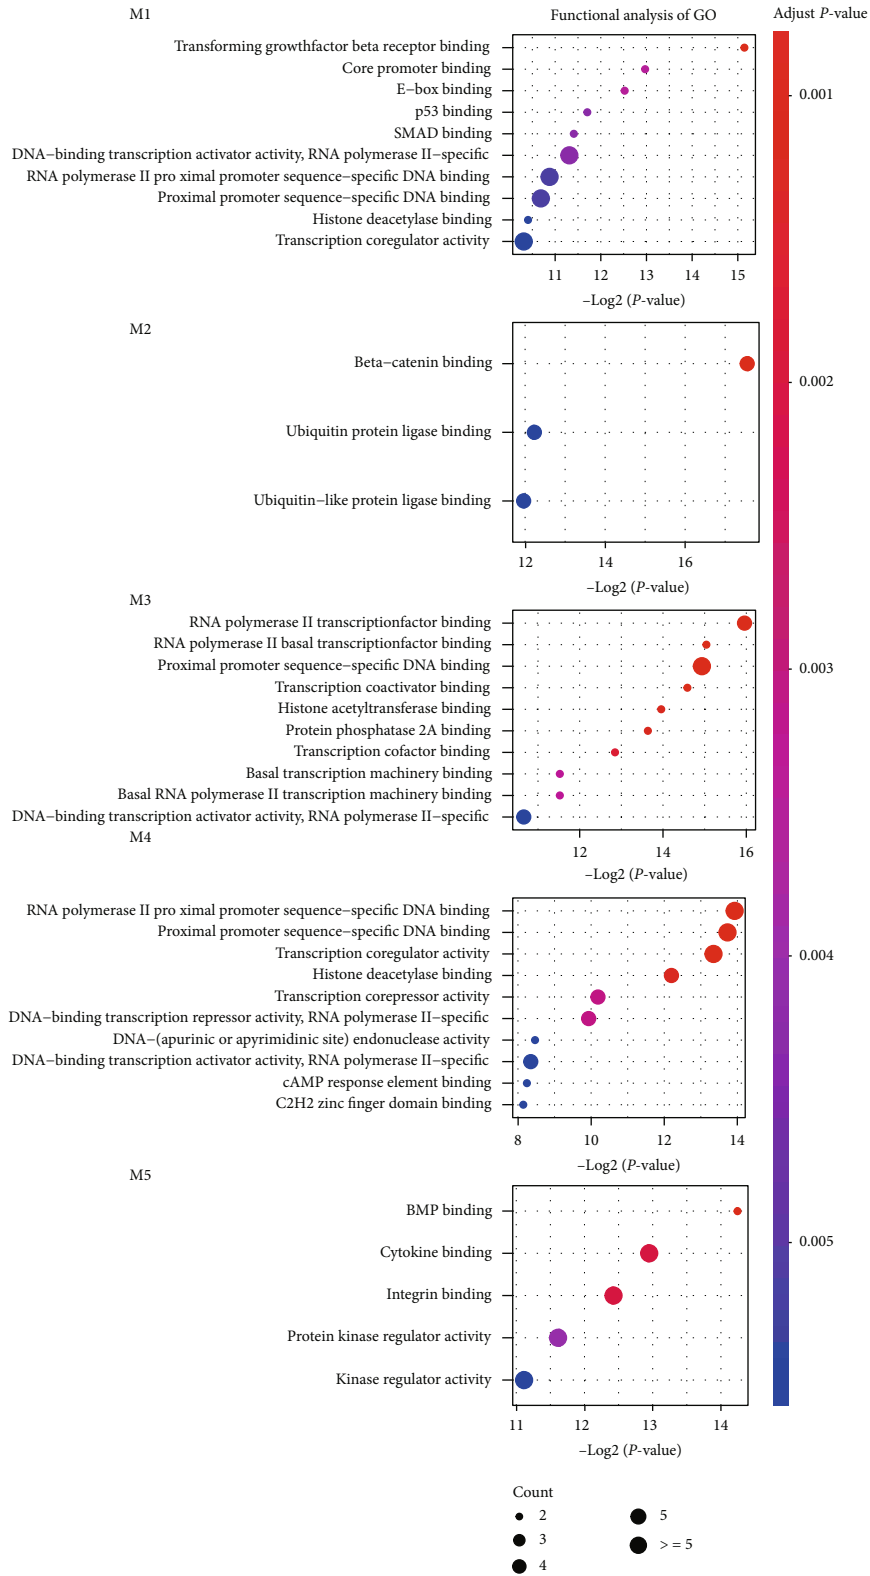 M1
Functional analysis of GO
Adjust P-value
Transforming growthfactor beta receptor binding
Core promoter binding
E−box binding
p53 binding
SMAD binding
DNA−binding transcription activator activity, RNA polymerase II−specific
RNA polymerase II pro ximal promoter sequence−specific DNA binding
Proximal promoter sequence−specific DNA binding
Histone deacetylase binding
Transcription coregulator activity
11 12 13 14 15
−Log2 (P-value)
0.001
0.002
0.003
0.004
0.005
M2
Beta−catenin binding
Ubiquitin protein ligase binding
Ubiquitin−like protein ligase binding
12 14 16
−Log2 (P-value)
M3
RNA polymerase II transcriptionfactor binding
RNA polymerase II basal transcriptionfactor binding
Proximal promoter sequence−specific DNA binding
Transcription coactivator binding
Histone acetyltransferase binding
Protein phosphatase 2A binding
Transcription cofactor binding
Basal transcription machinery binding
Basal RNA polymerase II transcription machinery binding
DNA−binding transcription activator activity, RNA polymerase II−specific
12 14 16
−Log2 (P-value)
M4
RNA polymerase II pro ximal promoter sequence−specific DNA binding
Proximal promoter sequence−specific DNA binding
Transcription coregulator activity
Histone deacetylase binding
Transcription corepressor activity
DNA−binding transcription repressor activity, RNA polymerase II−specific
DNA−(apurinic or apyrimidinic site) endonuclease activity
DNA−binding transcription activator activity, RNA polymerase II−specific
cAMP response element binding
C2H2 zinc finger domain binding
8 10 12 14
−Log2 (P-value)
M5
BMP binding
Cytokine binding
Integrin binding
Protein kinase regulator activity
Kinase regulator activity
11 12 13 14
−Log2 (P-value)
Count
2
3
4
5
> = 5